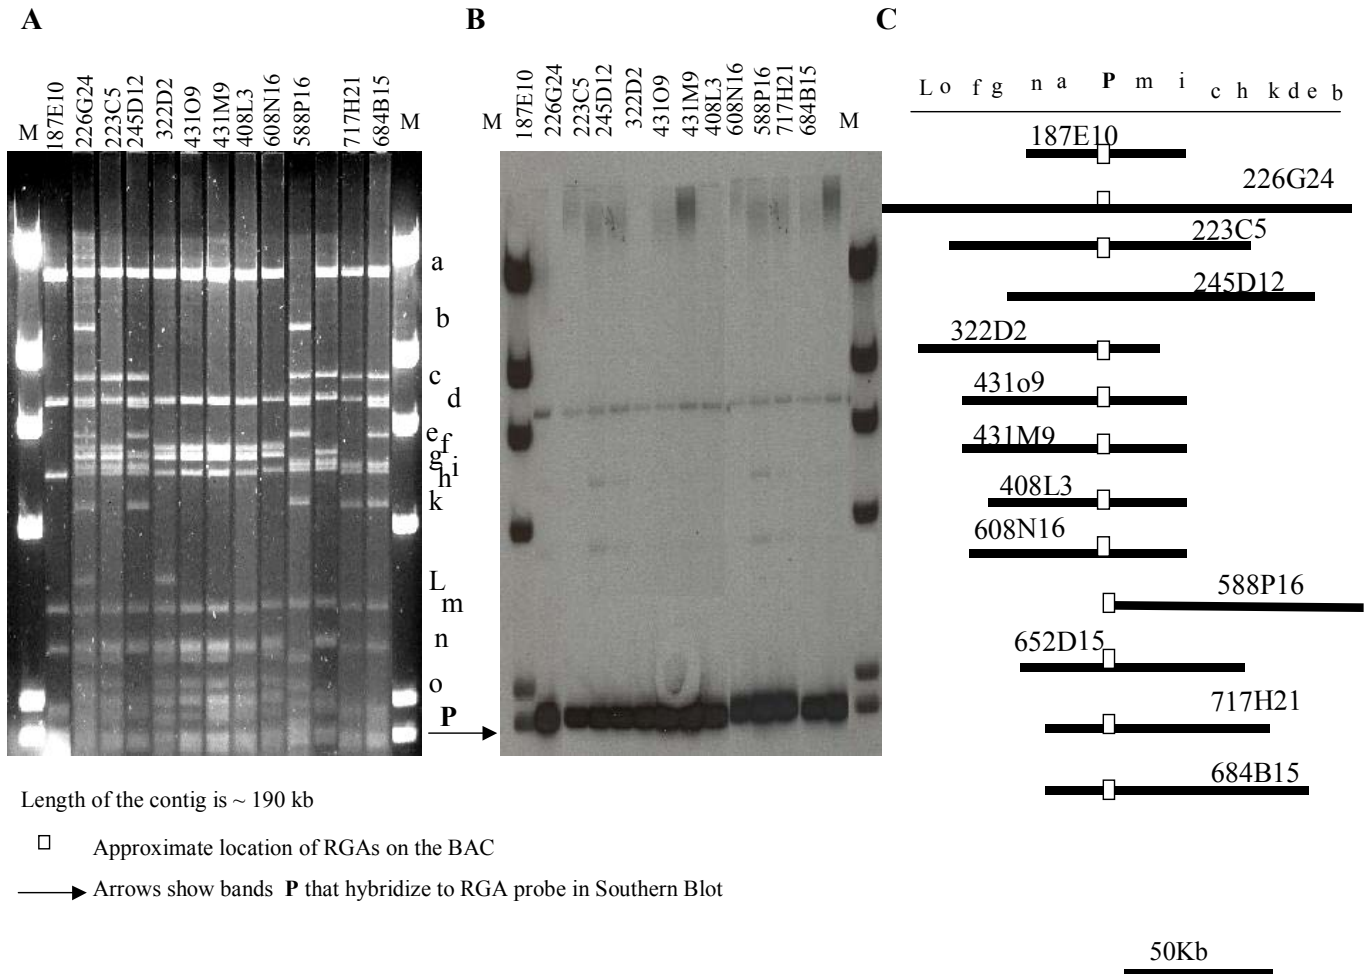 A
B
C
M
187E10
226G24
223C5
245D12
322D2
431O9
431M9
408L3
608N16
588P16
717H21
684B15
M
a
b
c
d
e
f
g
i
h
k
L
m
n
o
P
M
187E10
226G24
223C5
245D12
322D2
431O9
431M9
408L3
608N16
588P16
717H21
684B15
M
L o f g n a P m i c h k d e b
187E10
226G24
223C5
245D12
322D2
431o9
431M9
408L3
608N16
588P16
652D15
717H21
684B15
50Kb
Length of the contig is ~ 190 kb
Approximate location of RGAs on the BAC
Arrows show bands P that hybridize to RGA probe in Southern Blot